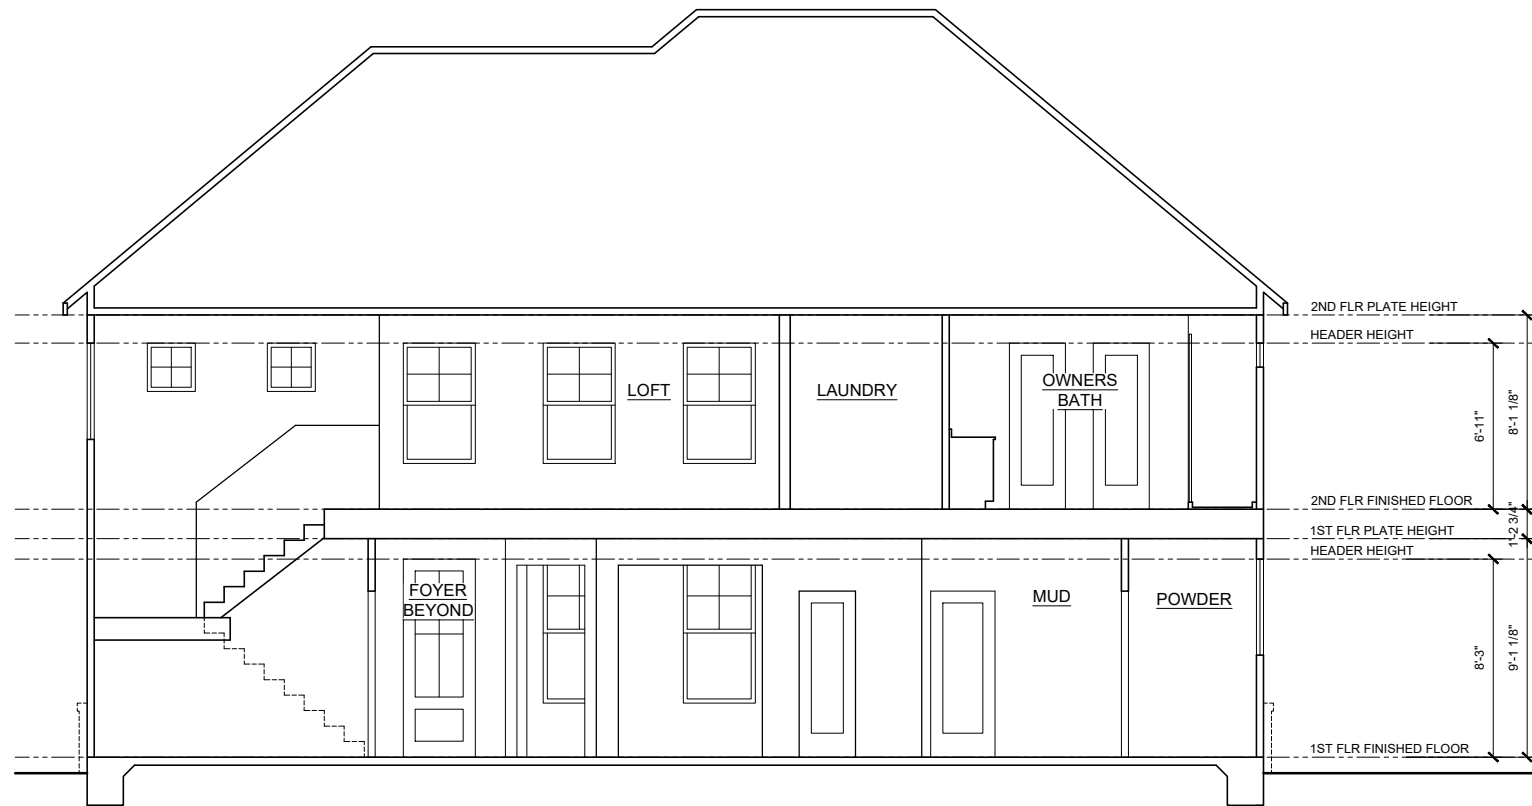 2ND FLR PLATE HEIGHT
HEADER HEIGHT
LOFT
LAUNDRY
OWNERS
BATH
6'-11"
8'-1 1/8"
2ND FLR FINISHED FLOOR
1'-2 3/4"
1ST FLR PLATE HEIGHT
HEADER HEIGHT
FOYER
BEYOND
MUD
POWDER
8'-3"
9'-1 1/8"
1ST FLR FINISHED FLOOR